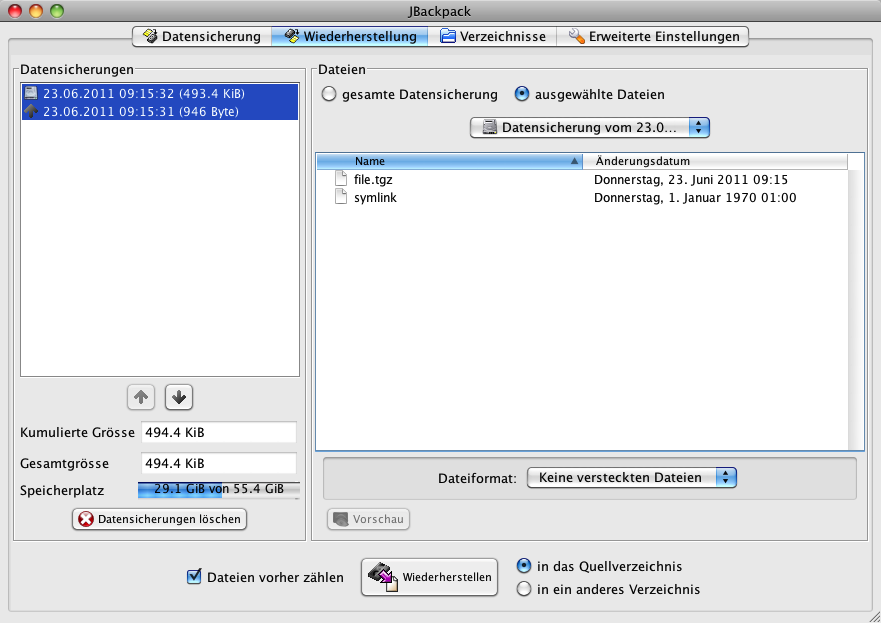 JBackpack
Datensicherung Wiederherstellung Verzeichnisse Erweiterte Einstellungen
Datensicherungen
23.06.2011 09:15:32 (493.4 KiB)
23.06.2011 09:15:31 (946 Byte)
Kumulierte Grösse 494.4 KiB
Gesamtgrösse 494.4 KiB
Speicherplatz 29.1 GiB von 55.4 GiB
Datensicherungen löschen
Dateien
gesamte Datensicherung ausgewählte Dateien
Datensicherung vom 23.0...
Name Änderungsdatum
file.tgz Donnerstag, 23. Juni 2011 09:15
symlink Donnerstag, 1. Januar 1970 01:00
Dateiformat: Keine versteckten Dateien
Vorschau
Dateien vorher zählen
Wiederherstellen
in das Quellverzeichnis
in ein anderes Verzeichnis